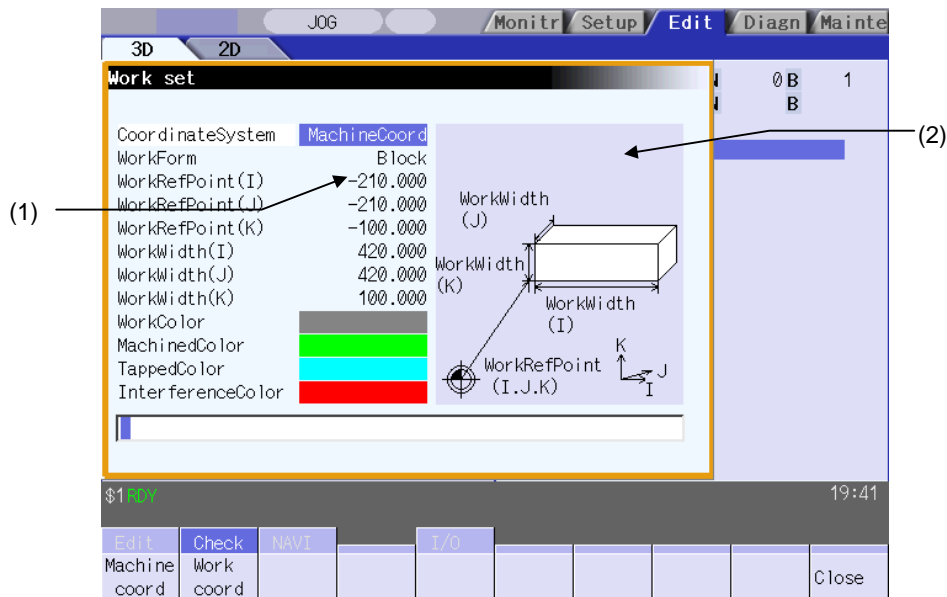 JOG Monitr Setup Edit Diagn Mainte
3D 2D
Work set
N 0 B 1
N B
CoordinateSystem MachineCoord
WorkForm Block
WorkRefPoint(I) -210.000
WorkRefPoint(J) -210.000
WorkRefPoint(K) -100.000
WorkWidth(I) 420.000
WorkWidth(J) 420.000
WorkWidth(K) 100.000
WorkColor
MachinedColor
TappedColor
InterferenceColor
WorkWidth
(J)
WorkWidth
(K)
WorkWidth
(I)
WorkRefPoint
(I.J.K)
K
J
I
(1)
(2)
$1 RDY 19:41
Edit Check NAVI I/O
Machine coord
Work coord
Close